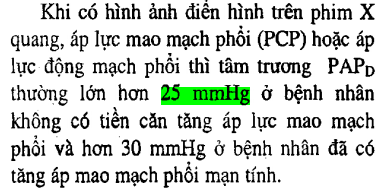 Khi có hình ảnh điển hình trên phim X
quang, áp lực mao mạch phổi (PCP) hoặc áp
lực động mạch phổi thì tâm trương PAPD
thường lớn hơn 25 mmHg ở bệnh nhân
không có tiền căn tăng áp lực mao mạch
phổi và hơn 30 mmHg ở bệnh nhân đã có
tăng áp mao mạch phổi mạn tính.